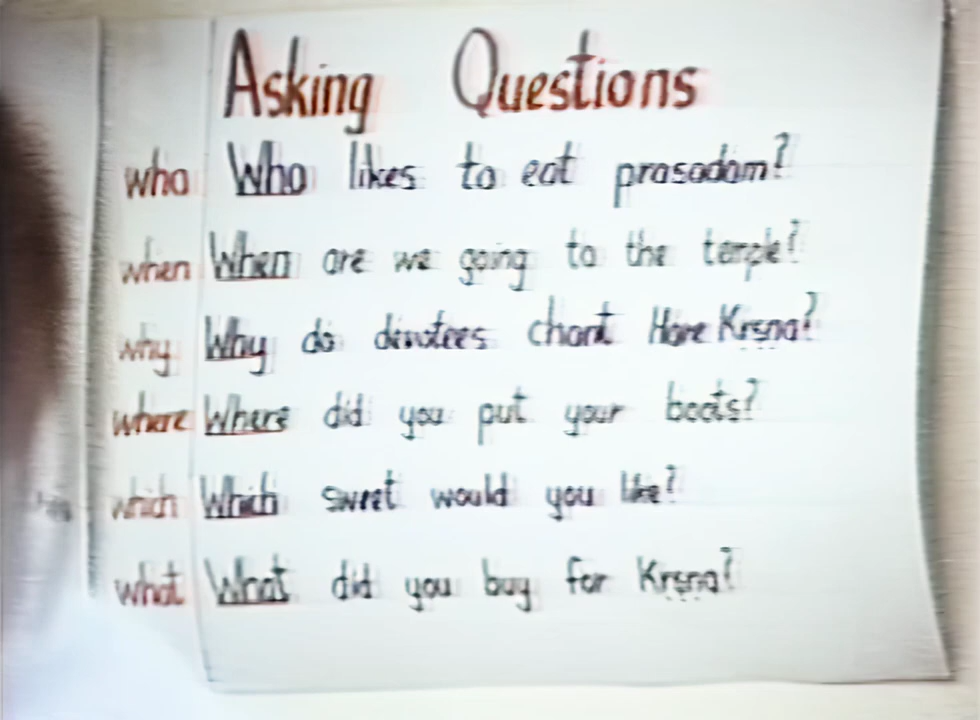 Asking Questions
who Who likes to eat prasadam?
when When are we going to the temple?
why Why do devotees chant Hare Kṛṣṇa?
where Where did you put your boots?
which Which sweet would you like?
what What did you buy for Kṛṣṇa?